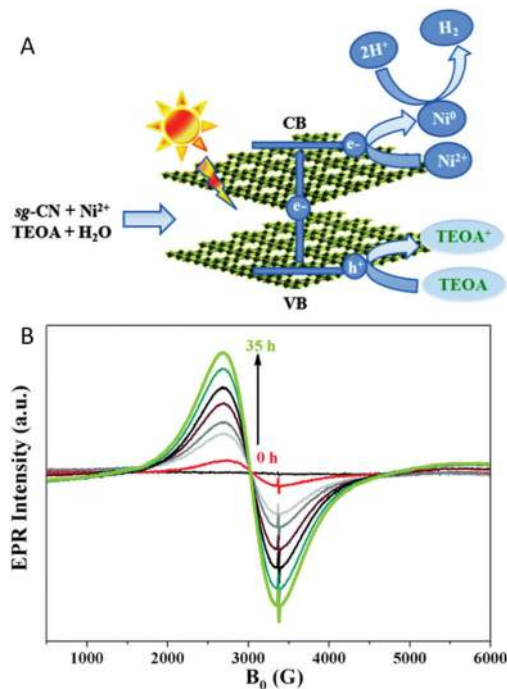 A
2H⁺
H₂
CB
e-
Ni⁰
Ni²⁺
sg-CN + Ni²⁺
TEOA + H₂O
e-
TEOA⁺
h⁺
TEOA
VB
B
35 h
0 h
EPR Intensity (a.u.)
1000 2000 3000 4000 5000 6000
B₀ (G)